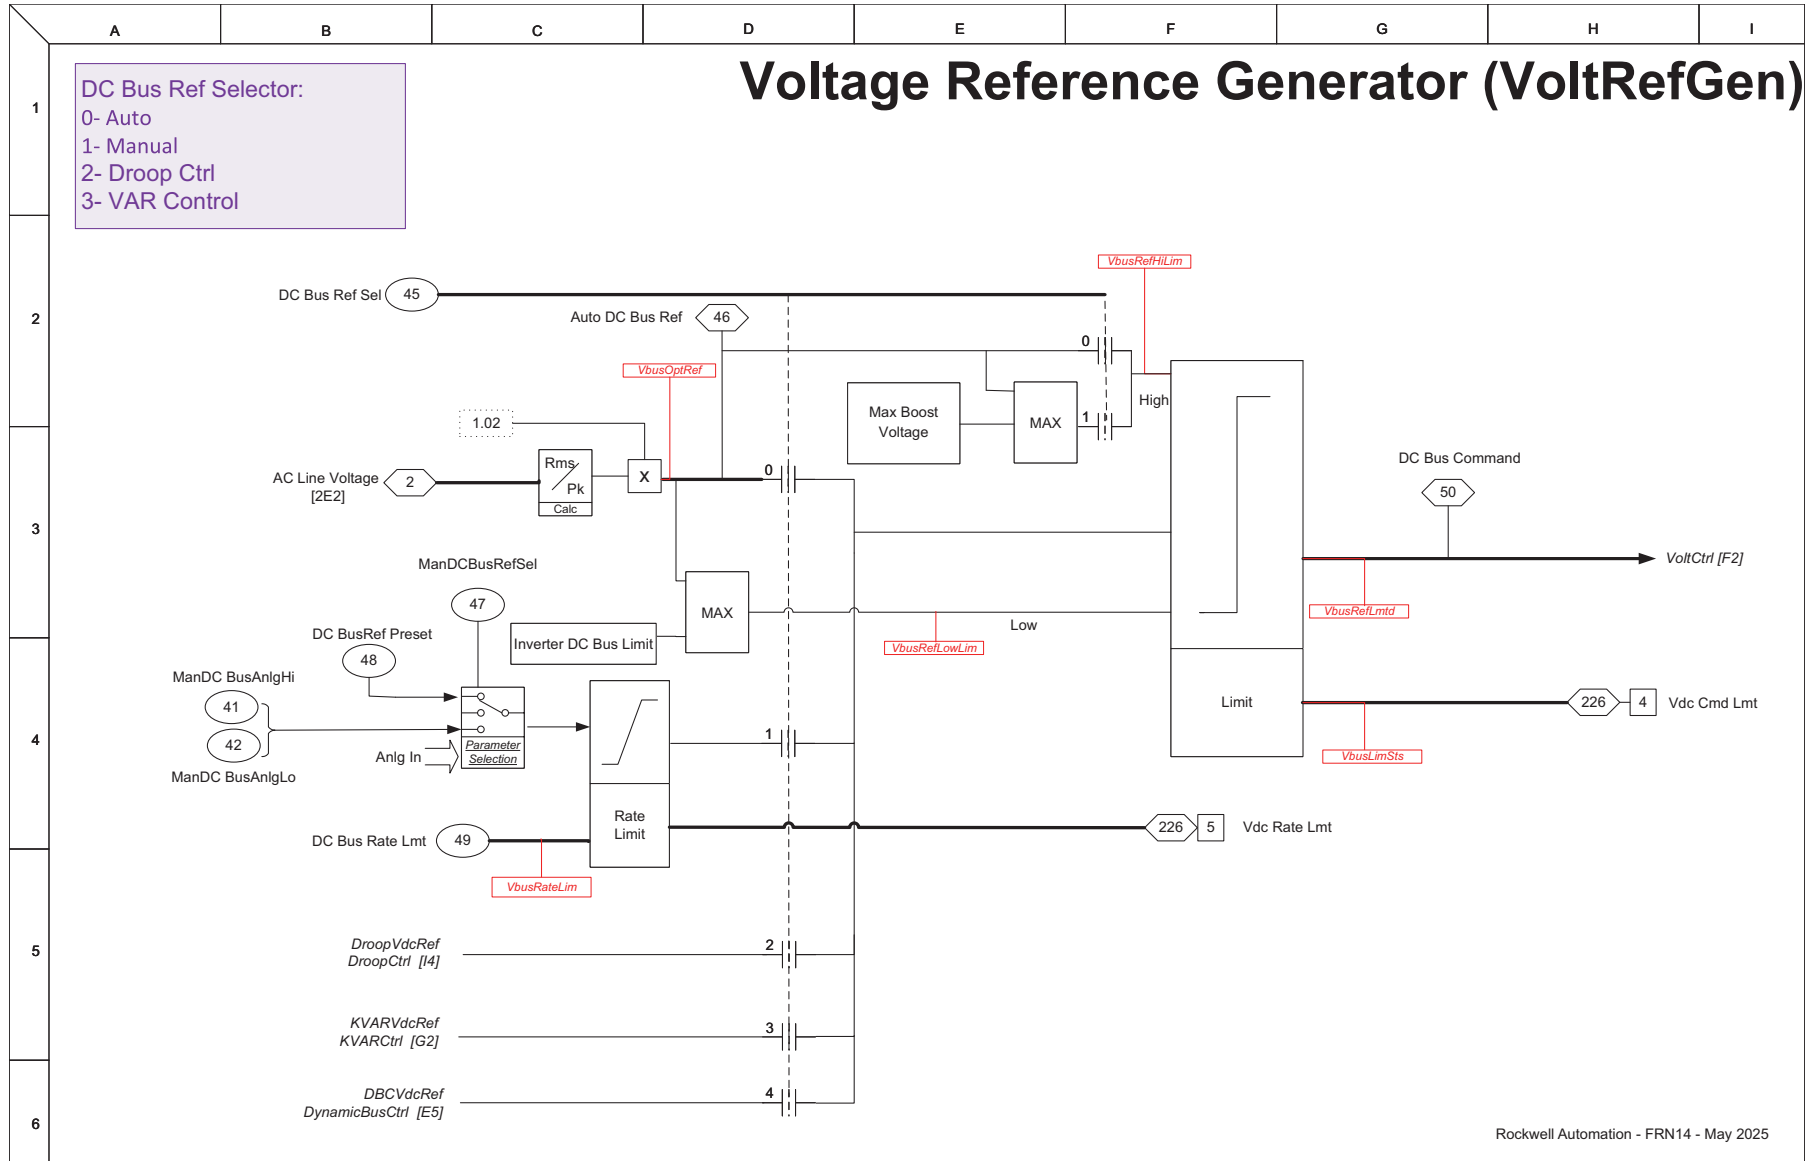 A B C D E F G H I
Voltage Reference Generator (VoltRefGen)
DC Bus Ref Selector:
0- Auto
1- Manual
2- Droop Ctrl
3- VAR Control
1
2
3
4
5
6
VbusRefHiLim
DC Bus Ref Sel
45
Auto DC Bus Ref
46
0
VbusOptRef
High
Max Boost
Voltage
MAX
1
1.02
AC Line Voltage
[2E2]
2
Rms
Pk
Calc
X
0
DC Bus Command
50
VoltCtrl [F2]
ManDCBusRefSel
47
MAX
VbusRefLmtd
Low
VbusRefLowLim
DC BusRef Preset
48
Inverter DC Bus Limit
ManDC BusAnlgHi
41
42
ManDC BusAnlgLo
Anlg In
Parameter
Selection
1
Limit
226
4
Vdc Cmd Lmt
VbusLimSts
Rate
Limit
DC Bus Rate Lmt
49
226
5
Vdc Rate Lmt
VbusRateLim
DroopVdcRef
DroopCtrl [I4]
2
KVARVdcRef
KVARCtrl [G2]
3
DBCVdcRef
DynamicBusCtrl [E5]
4
Rockwell Automation - FRN14 - May 2025